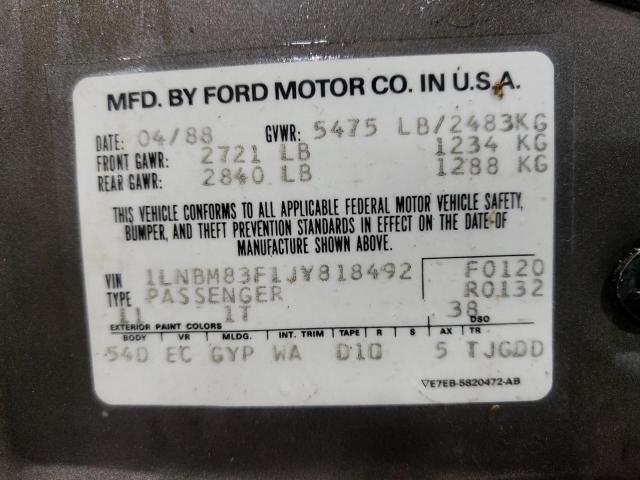 MFD. BY FORD MOTOR CO. IN U.S.A.
DATE: 04/88 GVWR: 5475 LB/2483KG
FRONT GAWR: 2721 LB 1234 KG
REAR GAWR: 2840 LB 1288 KG
THIS VEHICLE CONFORMS TO ALL APPLICABLE FEDERAL MOTOR VEHICLE SAFETY,
BUMPER, AND THEFT PREVENTION STANDARDS IN EFFECT ON THE DATE OF
MANUFACTURE SHOWN ABOVE.
VIN 1LNBM83F1JY818492 F0120
TYPE PASSENGER R0132
11 1T 38
EXTERIOR PAINT COLORS DSO
BODY VR MLDG. INT. TRIM TAPE R S AX TR
54D EC GYP WA D10 5 TJGDD
VE7EB-5820472-AB